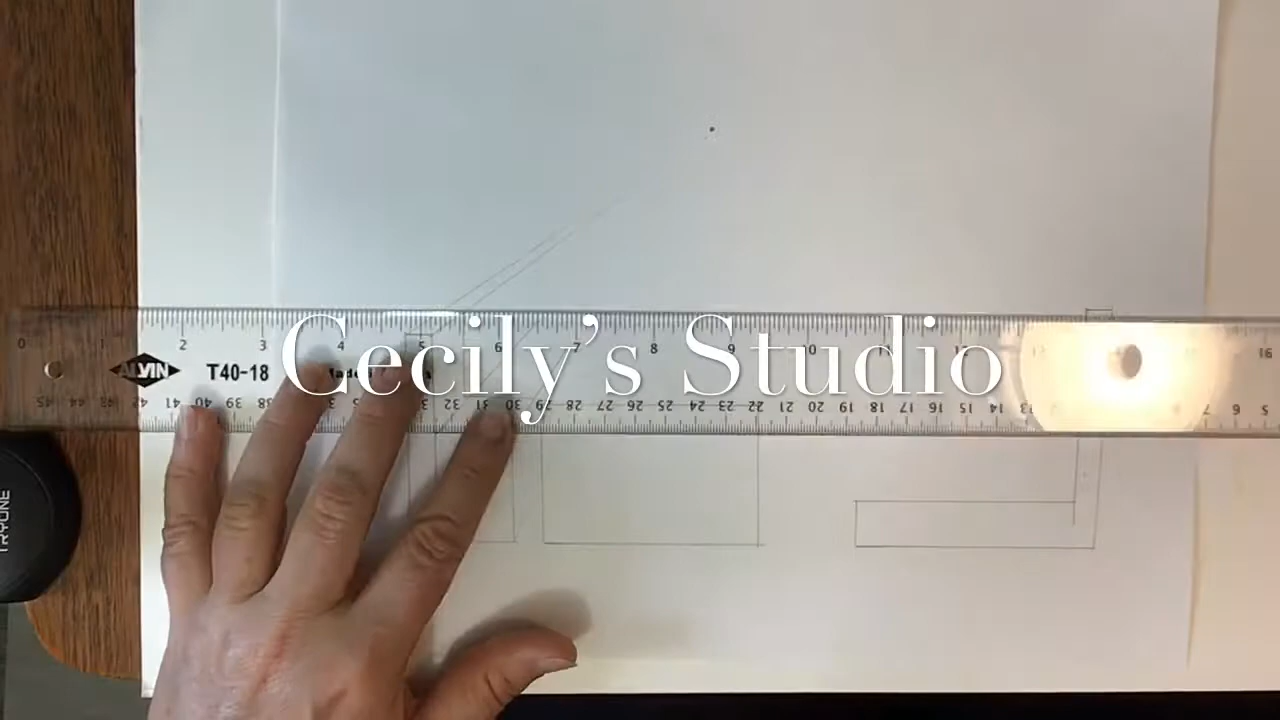 0 1 2 3 4 5 6 7 8 9 10 11
ALVIN T40-18
Cecily's Studio
45 44 43 42 41 40 39 38 32 31 30 29 28 27 26 25 24 23 22 21 20 19 18 17 16 15 14 13 7 6 5
TRYONE